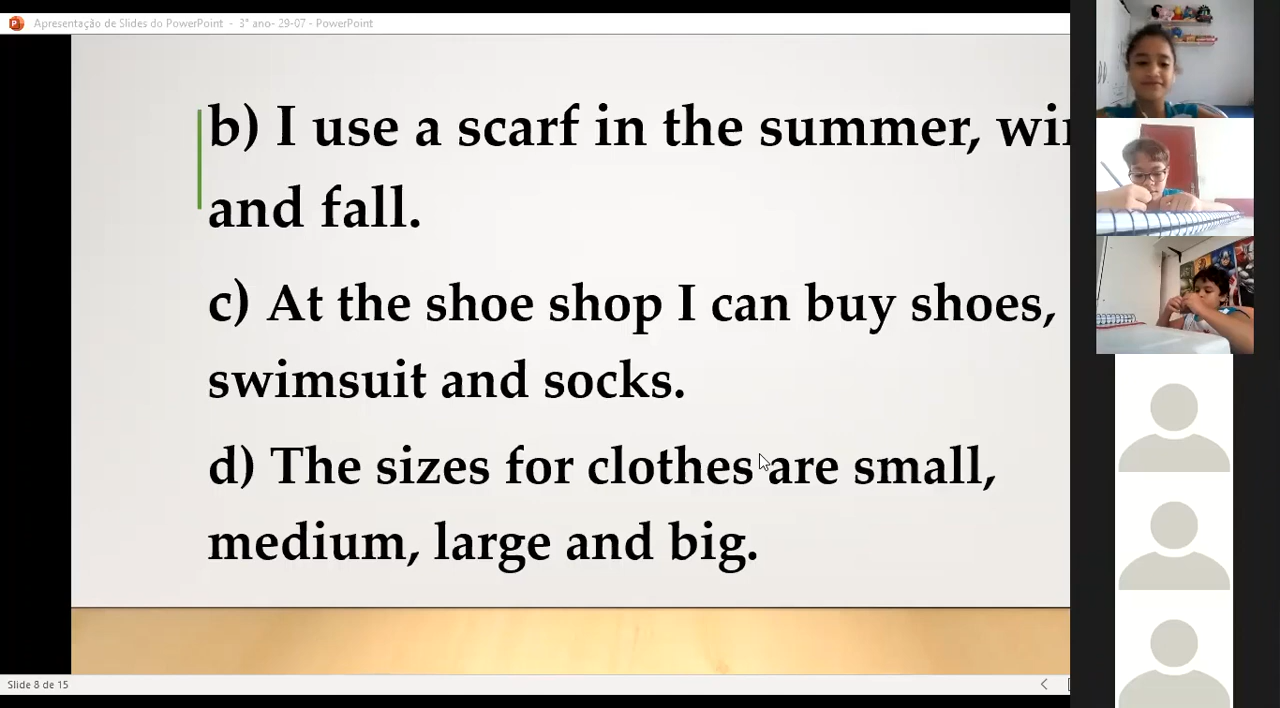 Apresentação de Slides do PowerPoint - 3° ano- 29-07 - PowerPoint
b) I use a scarf in the summer,
and fall.
c) At the shoe shop I can buy shoes,
swimsuit and socks.
d) The sizes for clothes are small,
medium, large and big.
Slide 8 de 15